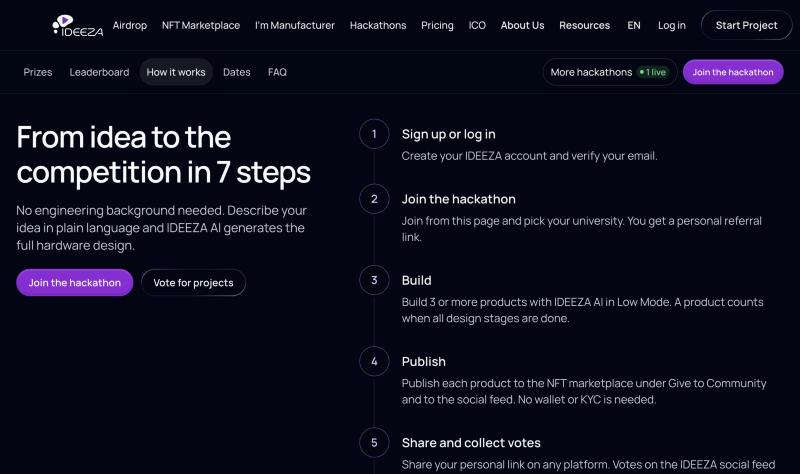 IDEEZA
Airdrop NFT Marketplace I'm Manufacturer Hackathons Pricing ICO About Us Resources EN Log in Start Project
Prizes Leaderboard How it works Dates FAQ More hackathons 1 live Join the hackathon
From idea to the
competition in 7 steps
No engineering background needed. Describe your
idea in plain language and IDEEZA AI generates the
full hardware design.
Join the hackathon Vote for projects
1 Sign up or log in
Create your IDEEZA account and verify your email.
2 Join the hackathon
Join from this page and pick your university. You get a personal referral
link.
3 Build
Build 3 or more products with IDEEZA AI in Low Mode. A product counts
when all design stages are done.
4 Publish
Publish each product to the NFT marketplace under Give to Community
and to the social feed. No wallet or KYC is needed.
5 Share and collect votes
Share your personal link on any platform. Votes on the IDEEZA social feed